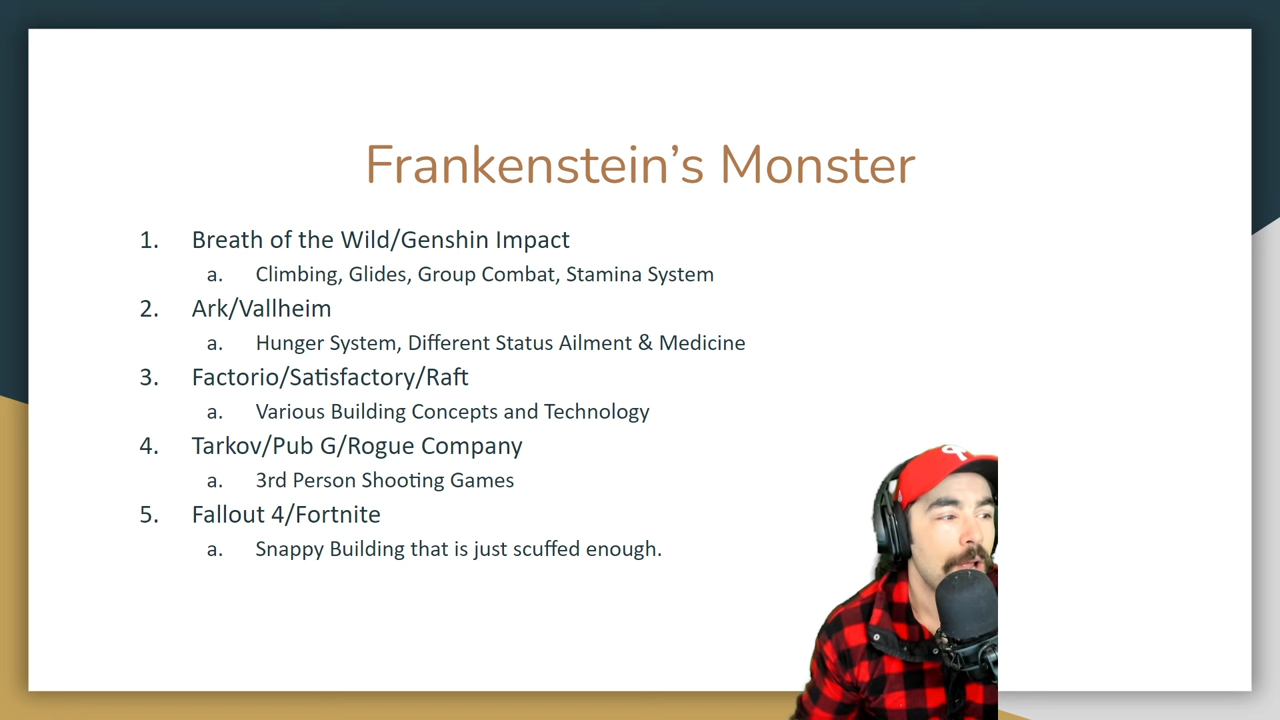 Frankenstein’s Monster
1. Breath of the Wild/Genshin Impact
a. Climbing, Glides, Group Combat, Stamina System
2. Ark/Vallheim
a. Hunger System, Different Status Ailment & Medicine
3. Factorio/Satisfactory/Raft
a. Various Building Concepts and Technology
4. Tarkov/Pub G/Rogue Company
a. 3rd Person Shooting Games
5. Fallout 4/Fortnite
a. Snappy Building that is just scuffed enough.